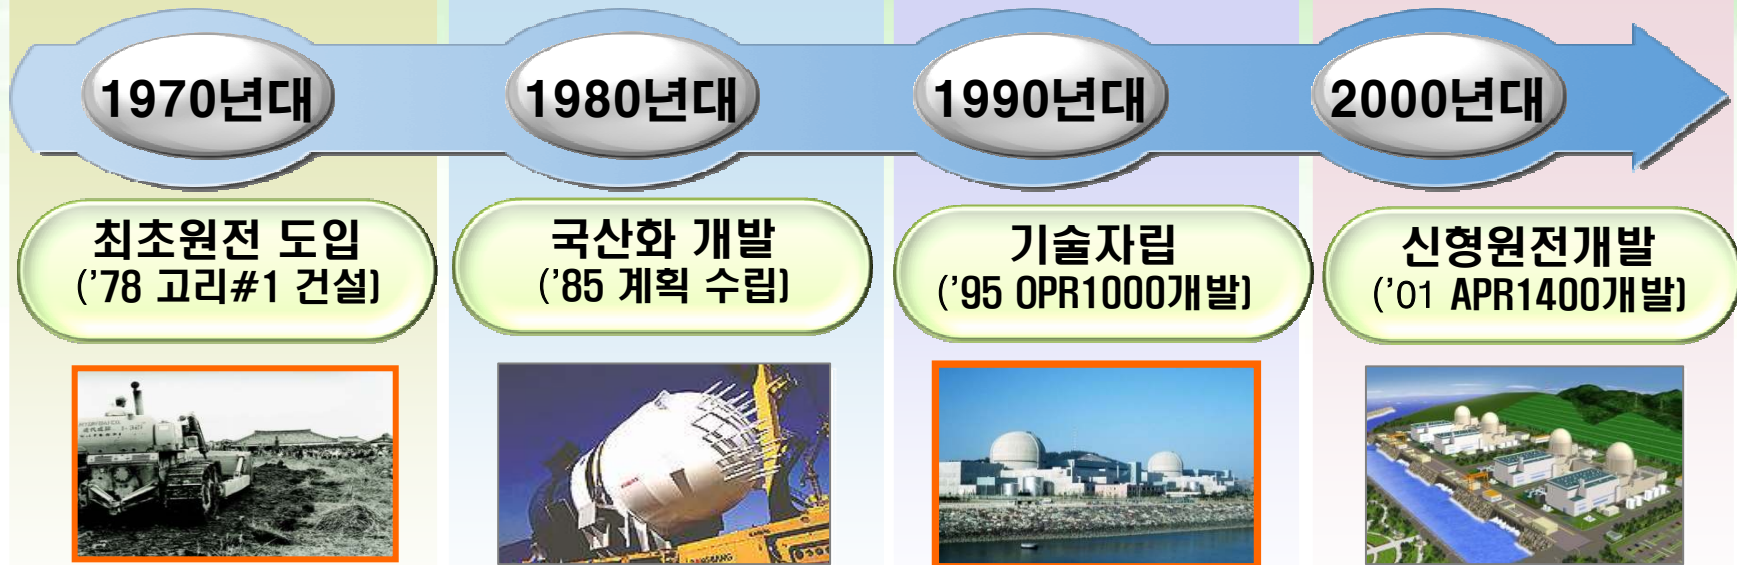 1970년대
1980년대
1990년대
2000년대
최초원전 도입
(’78 고리#1 건설)
국산화 개발
(’85 계획 수립)
기술자립
(’95 OPR1000개발)
신형원전개발
(’01 APR1400개발)